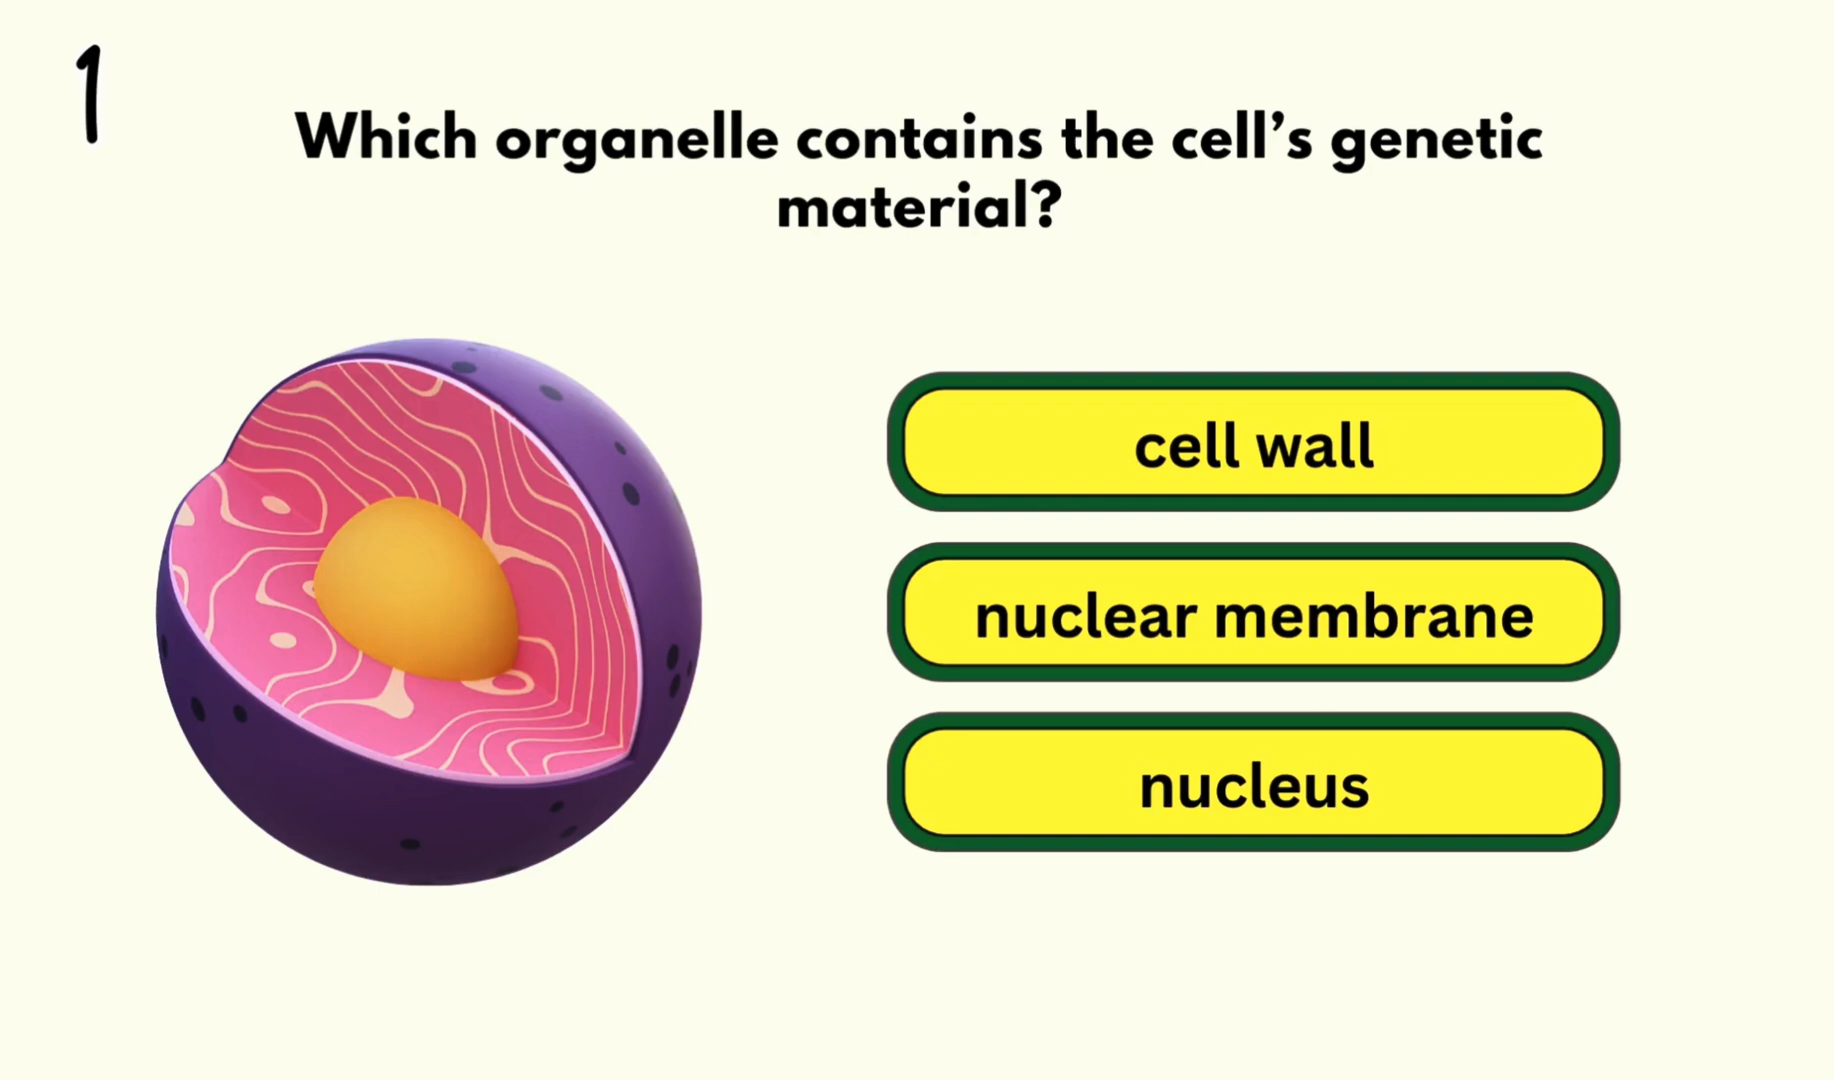 1
Which organelle contains the cell’s genetic
material?
cell wall
nuclear membrane
nucleus